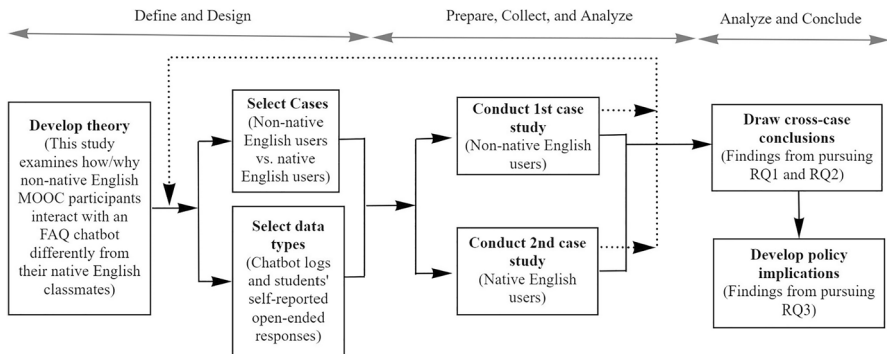 Define and Design
Prepare, Collect, and Analyze
Analyze and Conclude
Develop theory
(This study
examines how/why
non-native English
MOOC participants
interact with an
FAQ chatbot
differently from
their native English
classmates)
Select Cases
(Non-native
English users
vs. native
English users)
Select data
types
(Chatbot logs
and students'
self-reported
open-ended
responses)
Conduct 1st case
study
(Non-native English
users)
Conduct 2nd case
study
(Native English
users)
Draw cross-case
conclusions
(Findings from pursuing
RQ1 and RQ2)
Develop policy
implications
(Findings from pursuing
RQ3)